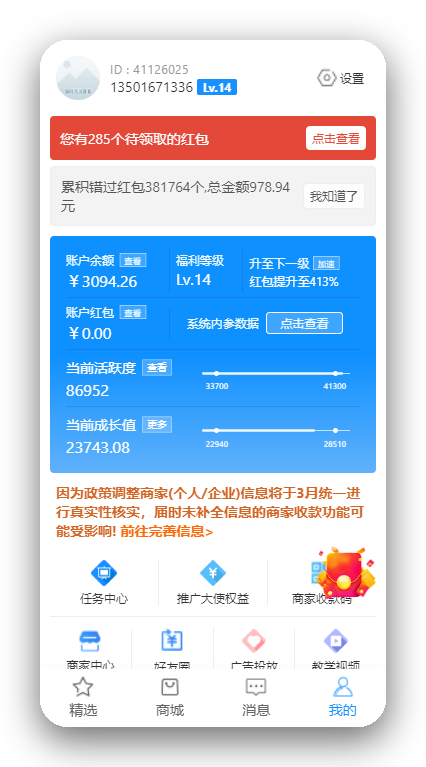 ID : 41126025
13501671336 Lv.14
设置
您有285个待领取的红包
点击查看
累积错过红包381764个,总金额978.94
元
我知道了
账户余额 查看
¥3094.26
福利等级
Lv.14
升至下一级 加速
红包提升至413%
账户红包 查看
¥0.00
系统内参数据 点击查看
当前活跃度 查看
86952
33700 41300
当前成长值 更多
23743.08
22940 28510
因为政策调整商家(个人/企业)信息将于3月统一进
行真实性核实，届时未补全信息的商家收款功能可
能受影响! 前往完善信息>
任务中心 推广大使权益 商家收款码
商家中心 好友圈 广告投放 教学视频
精选 商城 消息 我的